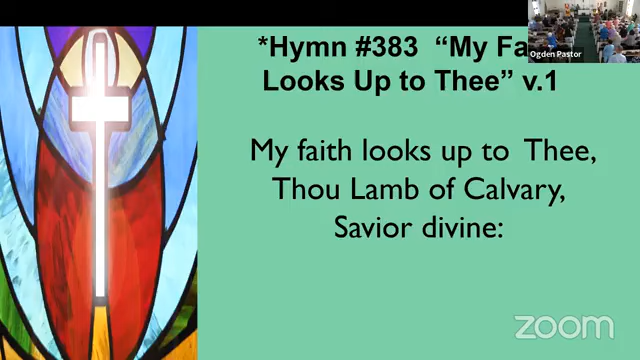 *Hymn #383 "My Fa
Looks Up to Thee" v.1
Ogden Pastor
My faith looks up to Thee,
Thou Lamb of Calvary,
Savior divine:
zoom